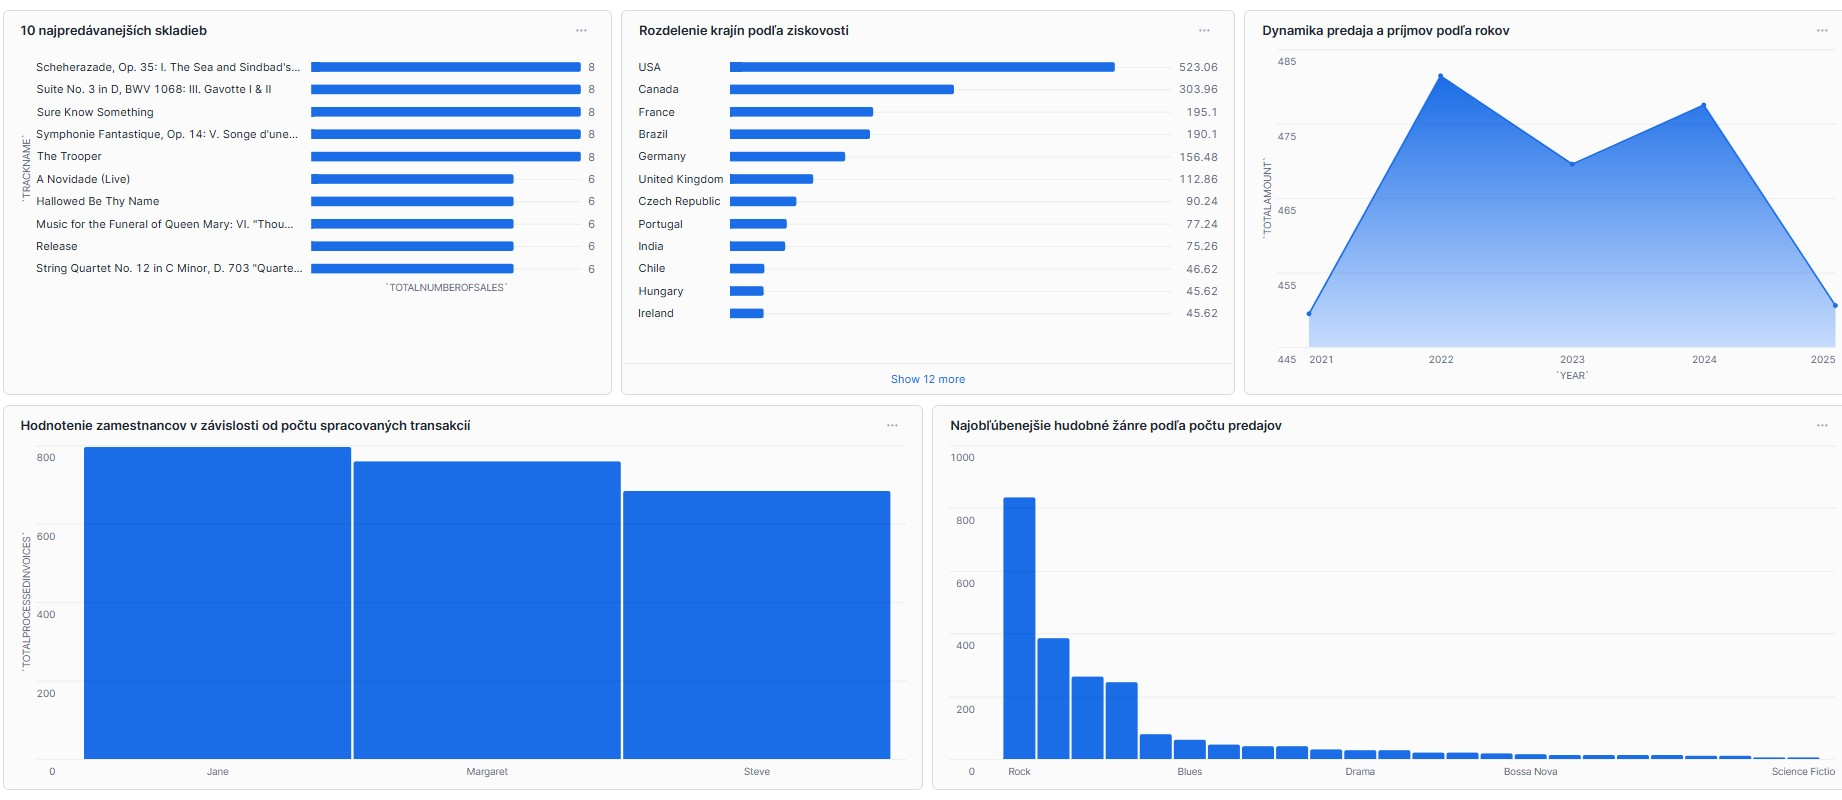 10 najpredávanejších skladieb
Scheherazade, Op. 35: I. The Sea and Sindbad's...
8
Suite No. 3 in D, BWV 1068: III. Gavotte I & II
8
Sure Know Something
8
Symphonie Fantastique, Op. 14: V. Songe d'une...
8
The Trooper
8
A Novidade (Live)
6
Hallowed Be Thy Name
6
Music for the Funeral of Queen Mary: VI. "Thou...
6
Release
6
String Quartet No. 12 in C Minor, D. 703 "Quarte...
6
`TRACKNAME`
`TOTALNUMBEROFSALES`
Rozdelenie krajín podľa ziskovosti
USA
523.06
Canada
303.96
France
195.1
Brazil
190.1
Germany
156.48
United Kingdom
112.86
Czech Republic
90.24
Portugal
77.24
India
75.26
Chile
46.62
Hungary
45.62
Ireland
45.62
Show 12 more
Dynamika predaja a príjmov podľa rokov
485
475
465
455
445
`TOTALAMOUNT`
2021
2022
2023
2024
2025
`YEAR`
Hodnotenie zamestnancov v závislosti od počtu spracovaných transakcií
800
600
400
200
0
`TOTALPROCESSEDINVOICES`
Jane
Margaret
Steve
Najobľúbenejšie hudobné žánre podľa počtu predajov
1000
800
600
400
200
0
Rock
Blues
Drama
Bossa Nova
Science Fictio